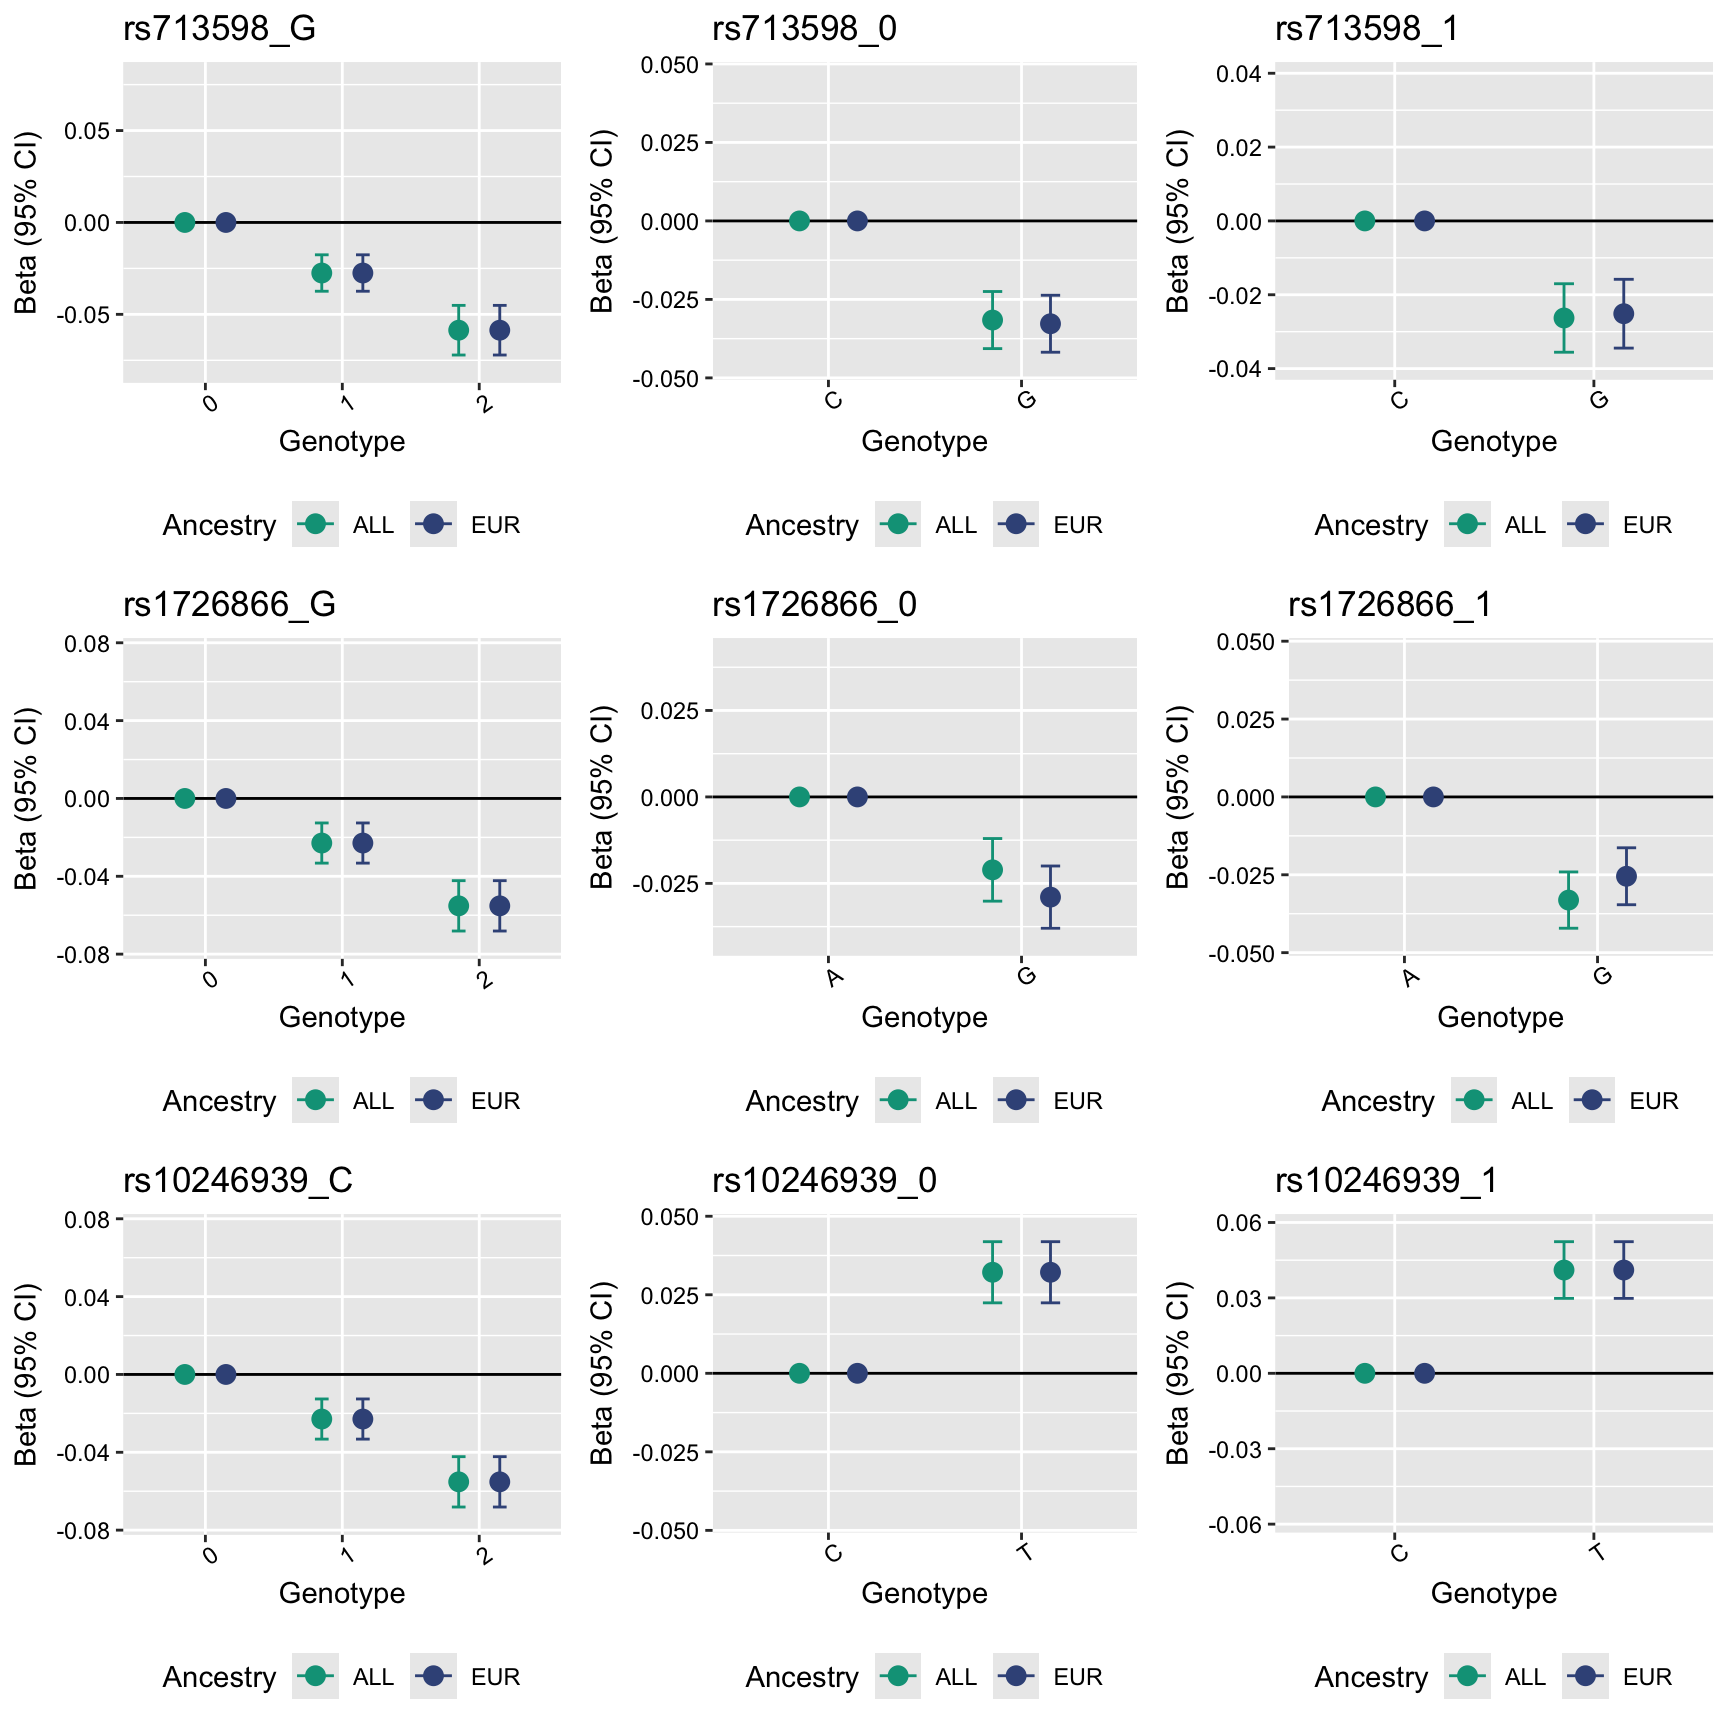 rs713598_G
Beta (95% CI)
0.05
0.00
-0.05
0
1
2
Genotype
Ancestry ALL EUR
rs713598_0
Beta (95% CI)
0.050
0.025
0.000
-0.025
-0.050
C
G
Genotype
Ancestry ALL EUR
rs713598_1
Beta (95% CI)
0.04
0.02
0.00
-0.02
-0.04
C
G
Genotype
Ancestry ALL EUR
rs1726866_G
Beta (95% CI)
0.08
0.04
0.00
-0.04
-0.08
0
1
2
Genotype
Ancestry ALL EUR
rs1726866_0
Beta (95% CI)
0.025
0.000
-0.025
A
G
Genotype
Ancestry ALL EUR
rs1726866_1
Beta (95% CI)
0.050
0.025
0.000
-0.025
-0.050
A
G
Genotype
Ancestry ALL EUR
rs10246939_C
Beta (95% CI)
0.08
0.04
0.00
-0.04
-0.08
0
1
2
Genotype
Ancestry ALL EUR
rs10246939_0
Beta (95% CI)
0.050
0.025
0.000
-0.025
-0.050
C
T
Genotype
Ancestry ALL EUR
rs10246939_1
Beta (95% CI)
0.06
0.03
0.00
-0.03
-0.06
C
T
Genotype
Ancestry ALL EUR